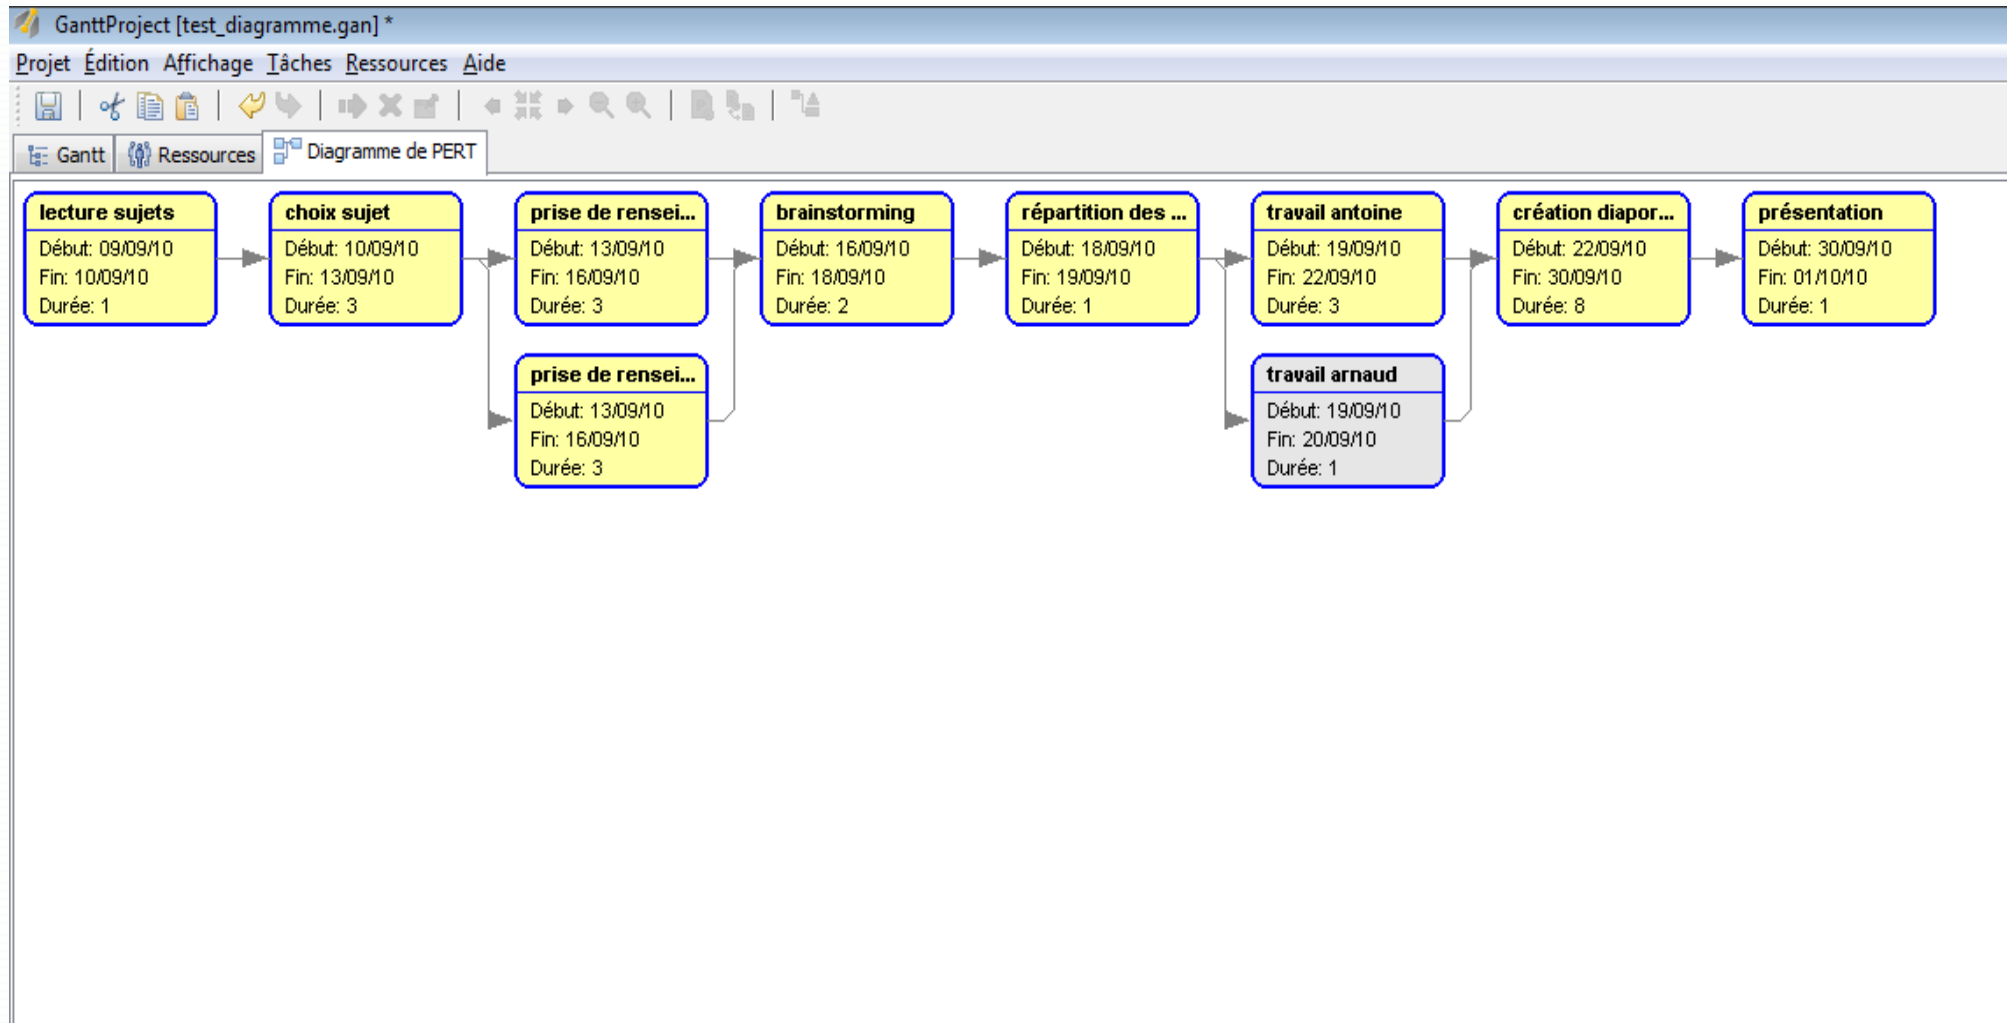 GanttProject [test_diagramme.gan] *
Projet Édition Affichage Tâches Ressources Aide
Gantt Ressources Diagramme de PERT
lecture sujets
Début: 09/09/10
Fin: 10/09/10
Durée: 1
choix sujet
Début: 10/09/10
Fin: 13/09/10
Durée: 3
prise de rensei...
Début: 13/09/10
Fin: 16/09/10
Durée: 3
brainstorming
Début: 16/09/10
Fin: 18/09/10
Durée: 2
répartition des ...
Début: 18/09/10
Fin: 19/09/10
Durée: 1
travail antoine
Début: 19/09/10
Fin: 22/09/10
Durée: 3
création diapor...
Début: 22/09/10
Fin: 30/09/10
Durée: 8
présentation
Début: 30/09/10
Fin: 01/10/10
Durée: 1
prise de rensei...
Début: 13/09/10
Fin: 16/09/10
Durée: 3
travail arnaud
Début: 19/09/10
Fin: 20/09/10
Durée: 1